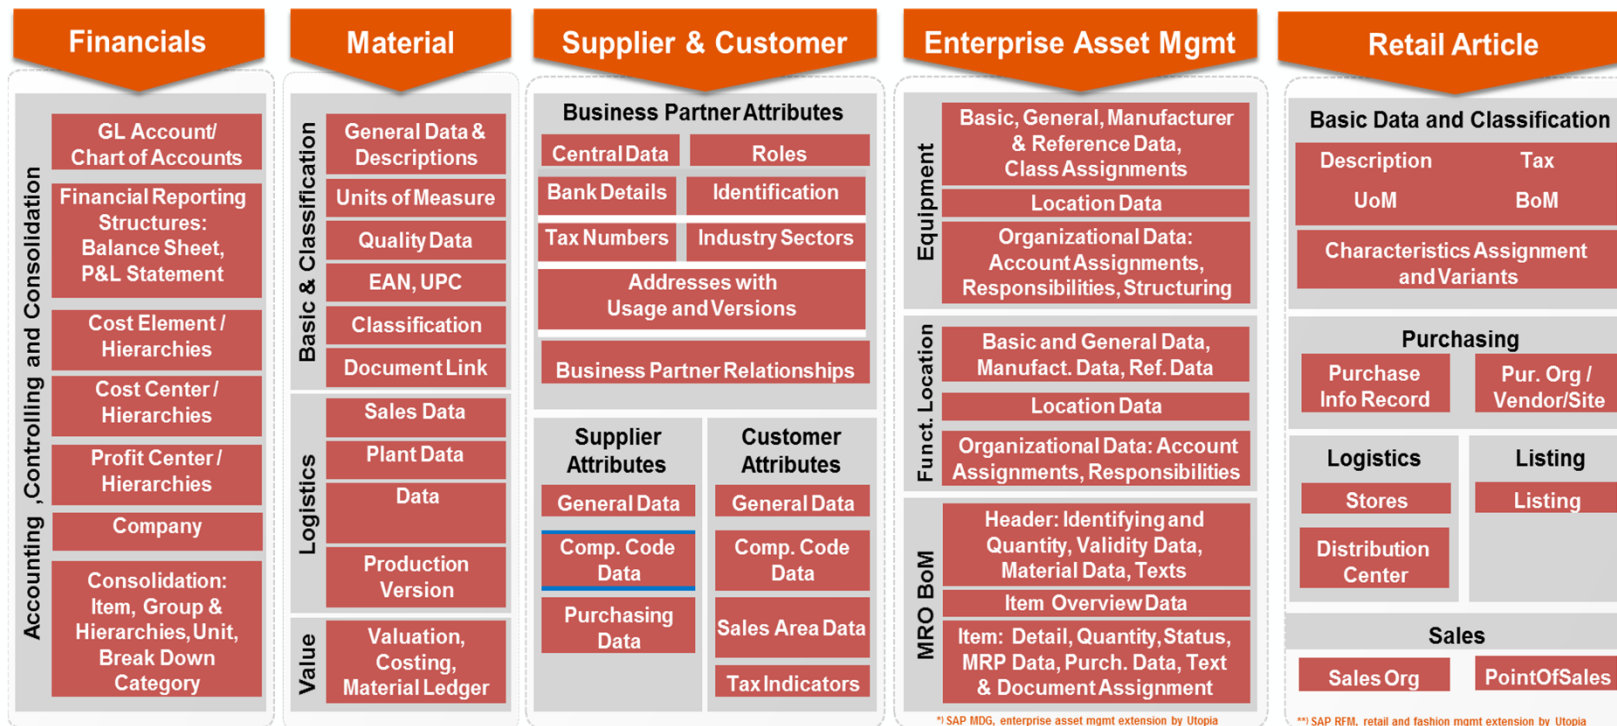 Financials
Accounting ,Controlling and Consolidation
GL Account/
Chart of Accounts
Financial Reporting
Structures:
Balance Sheet,
P&L Statement
Cost Element /
Hierarchies
Cost Center /
Hierarchies
Profit Center /
Hierarchies
Company
Consolidation:
Item, Group &
Hierarchies, Unit,
Break Down
Category
Material
Basic & Classification
General Data &
Descriptions
Units of Measure
Quality Data
EAN, UPC
Classification
Document Link
Logistics
Sales Data
Plant Data
Data
Production
Version
Value
Valuation,
Costing,
Material Ledger
Supplier & Customer
Business Partner Attributes
Central Data
Roles
Bank Details
Identification
Tax Numbers
Industry Sectors
Addresses with
Usage and Versions
Business Partner Relationships
Supplier
Attributes
General Data
Comp. Code
Data
Purchasing
Data
Customer
Attributes
General Data
Comp. Code
Data
Sales Area Data
Tax Indicators
Enterprise Asset Mgmt
Equipment
Basic, General, Manufacturer
& Reference Data,
Class Assignments
Location Data
Organizational Data:
Account Assignments,
Responsibilities, Structuring
Funct. Location
Basic and General Data,
Manufact. Data, Ref. Data
Location Data
Organizational Data: Account
Assignments, Responsibilities
MRO BoM
Header: Identifying and
Quantity, Validity Data,
Material Data, Texts
Item Overview Data
Item: Detail, Quantity, Status,
MRP Data, Purch. Data, Text
& Document Assignment
*) SAP MDG, enterprise asset mgmt extension by Utopia
Retail Article
Basic Data and Classification
Description
Tax
UoM
BoM
Characteristics Assignment
and Variants
Purchasing
Purchase
Info Record
Pur. Org /
Vendor/Site
Logistics
Stores
Distribution
Center
Listing
Listing
Sales
Sales Org
PointOfSales
**) SAP RFM, retail and fashion mgmt extension by Utopia